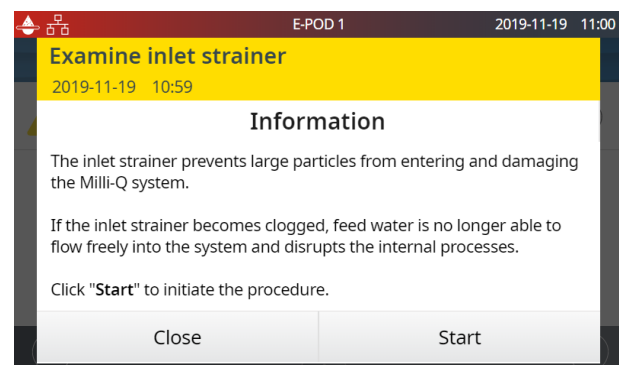 E-POD 1 2019-11-19 11:00
Examine inlet strainer
2019-11-19 10:59
Information
The inlet strainer prevents large particles from entering and damaging
the Milli-Q system.
If the inlet strainer becomes clogged, feed water is no longer able to
flow freely into the system and disrupts the internal processes.
Click "Start" to initiate the procedure.
Close Start